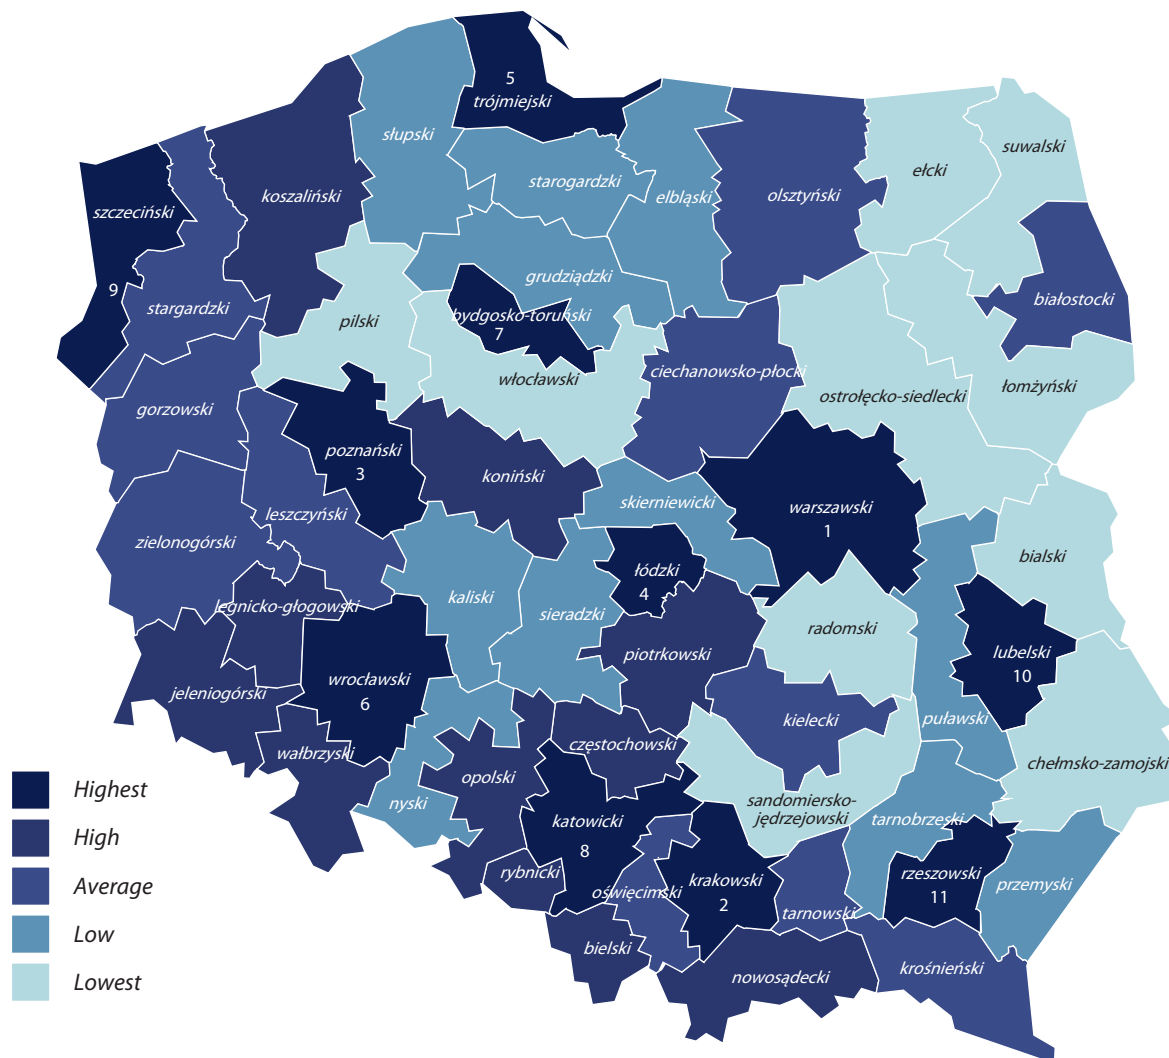 5
trójmiejski
słupski
suwalski
ełcki
koszaliński
starogardzki
elbląski
olsztyński
szczeciński
9
stargardzki
grudziądzki
białostocki
bydgosko-toruński
7
pilski
włocławski
ciechanowsko-płocki
ostrołęcko-siedlecki
łomżyński
gorzowski
poznański
3
koniński
skierniewicki
warszawski
1
leszczyński
zielonogórski
bialski
łódzki
4
kaliski
sieradzki
legnicko-głogowski
radomski
piotrkowski
lubelski
10
wrocławski
6
jeleniogórski
kielecki
puławski
wałbrzyski
częstochowski
chełmsko-zamojski
opolski
nyski
sandomiersko-
jędrzejowski
katowicki
8
tarnobrzeski
rybnicki
oświęcimski
krakowski
2
tarnowski
rzeszowski
11
przemyski
bielski
nowosądecki
krośnieński
Highest
High
Average
Low
Lowest